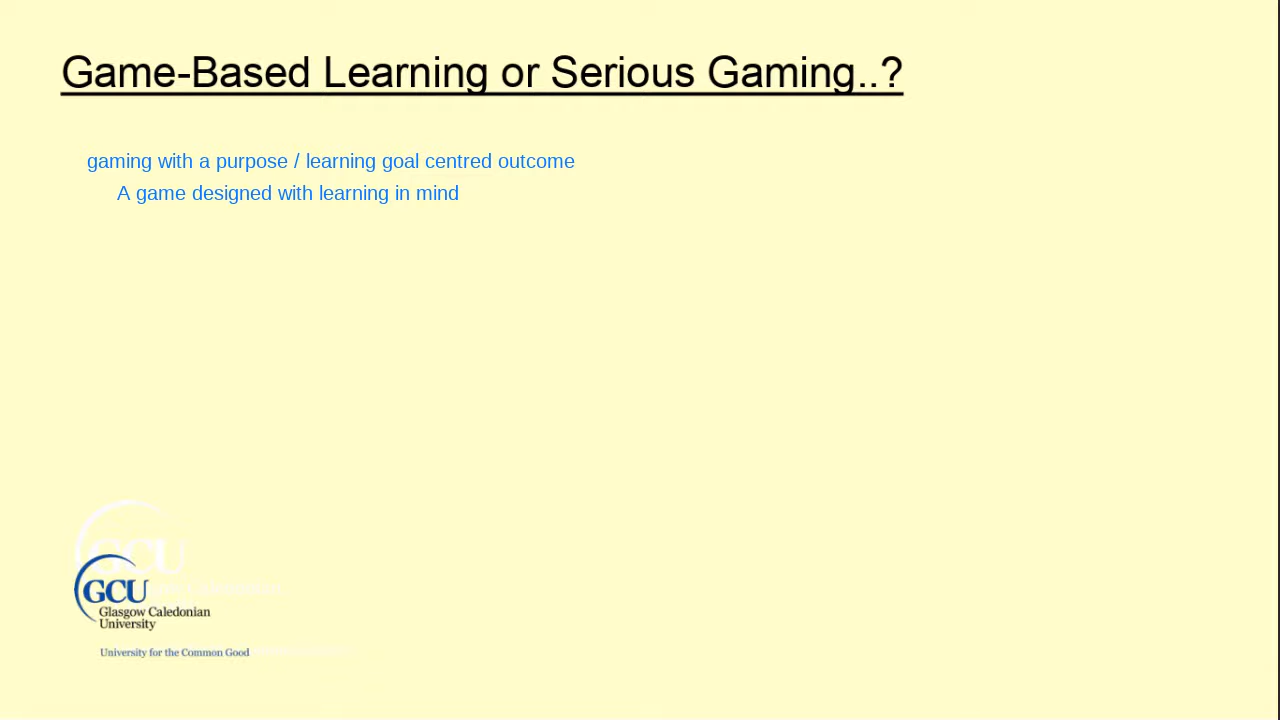 Game-Based Learning or Serious Gaming..?
gaming with a purpose / learning goal centred outcome
A game designed with learning in mind
GCU
GCU
Glasgow Caledonian
University
University for the Common Good